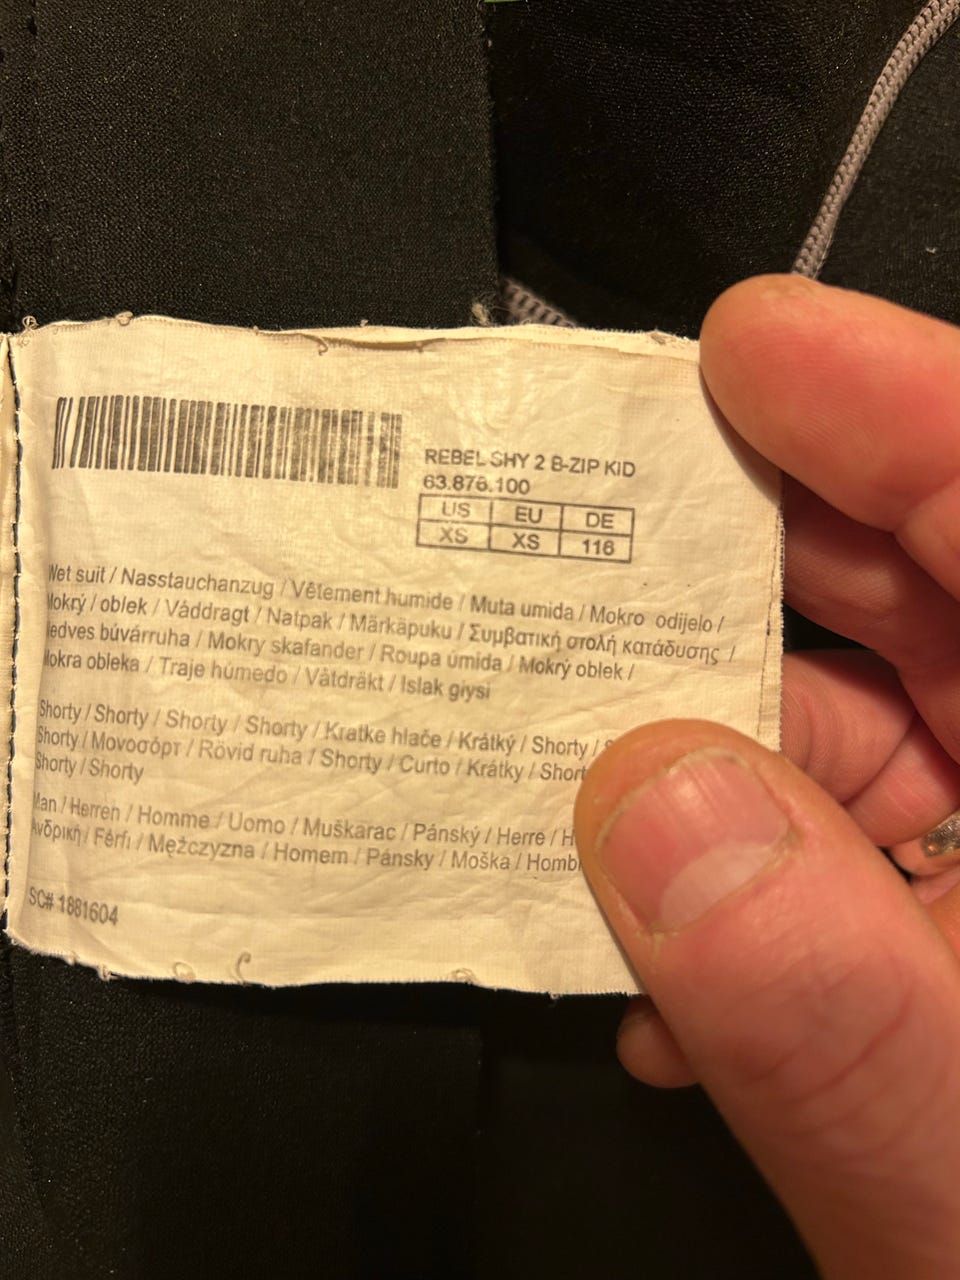 REBEL SHY 2 B-ZIP KID
63.876.100
US EU DE
XS XS 116
Wet suit / Nasstauchanzug / Vêtement humide / Muta umida / Mokro odijelo /
Mokrý / oblek / Våddragt / Natpak / Märkäpuku / Συμβατική στολή κατάδυσης /
Nedves búvárruha / Mokry skafander / Roupa úmida / Mokrý oblek /
Mokra obleka / Traje húmedo / Våtdräkt / Islak giysi
Shorty / Shorty / Shorty / Shorty / Kratke hlače / Krátký / Shorty /
Shorty / Μονοσόρτ / Rövid ruha / Shorty / Curto / Krátky /
Shorty / Shorty
Man / Herren / Homme / Uomo / Muškarac / Pánský / Herre /
Ανδρική / Férfi / Mężczyzna / Homem / Pánsky / Moška /
SC# 1881604